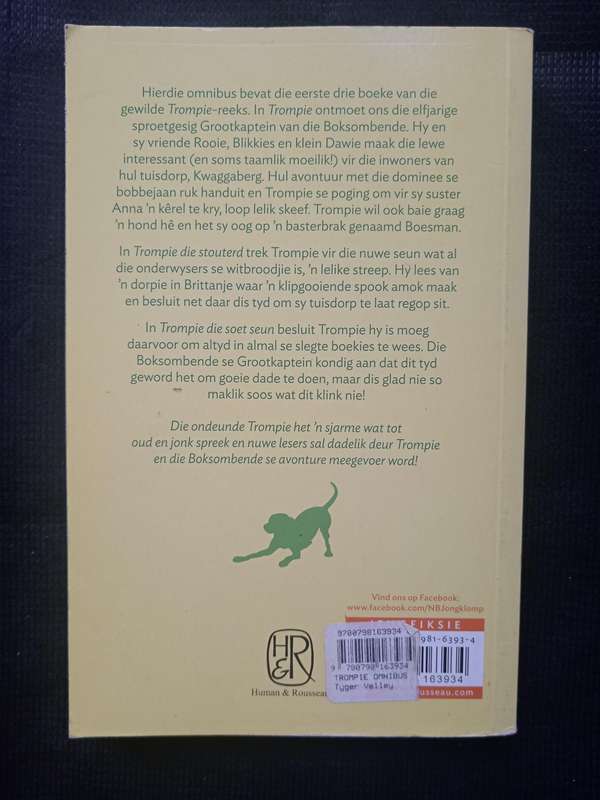 Hierdie omnibus bevat die eerste drie boeke van die
gewilde Trompie-reeks. In Trompie ontmoet ons die elfjarige
sproetgesig Grootkaptein van die Boksombende. Hy en
sy vriende Rooie, Blikkies en klein Dawie maak die lewe
interessant (en soms taamlik moeilik!) vir die inwoners van
hul tuisdorp, Kwaggaberg. Hul avontuur met die dominee se
bobbejaan ruk handuit en Trompie se poging om vir sy suster
Anna 'n kêrel te kry, loop lelik skeef. Trompie wil ook baie graag
'n hond hê en het sy oog op 'n basterbrak genaamd Boesman.
In Trompie die stouterd trek Trompie vir die nuwe seun wat al
die onderwysers se witbroodjie is, 'n lelike streep. Hy lees van
'n dorpie in Brittanje waar 'n klipgooiende spook amok maak
en besluit net daar dis tyd om sy tuisdorp te laat regop sit.
In Trompie die soet seun besluit Trompie hy is moeg
daarvoor om altyd in almal se slegte boekies te wees. Die
Boksombende se Grootkaptein kondig aan dat dit tyd
geword het om goeie dade te doen, maar dis glad nie so
maklik soos wat dit klink nie!
Die ondeunde Trompie het 'n sjarme wat tot
oud en jonk spreek en nuwe lesers sal dadelik deur Trompie
en die Boksombende se avonture meegevoer word!
Vind ons op Facebook:
www.facebook.com/NBJongklomp
FIKSIE
981-6393-4
163934
rousseau.com
H&R
Human & Rousseau
9780798163934
9 780798 163934
TROMPIE OMNIBUS
Tyger Valley